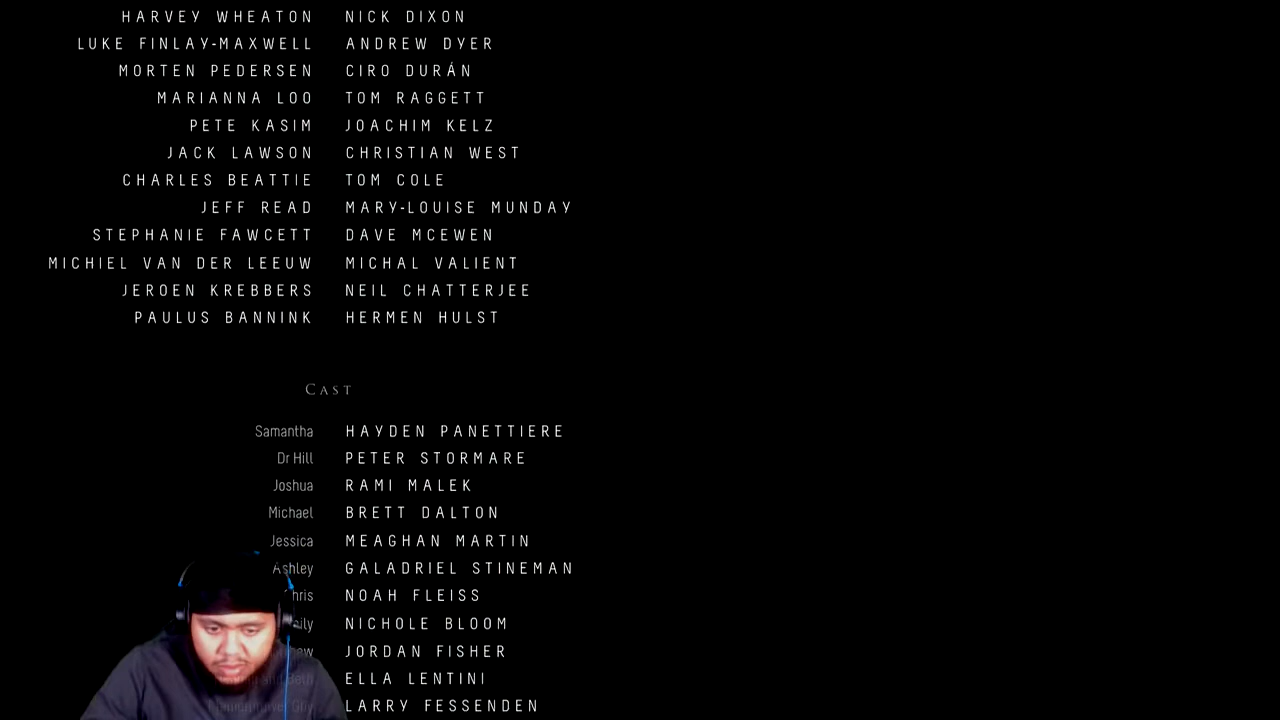 HARVEY WHEATON NICK DIXON
LUKE FINLAY-MAXWELL ANDREW DYER
MORTEN PEDERSEN CIRO DURÁN
MARIANNA LOO TOM RAGGETT
PETE KASIM JOACHIM KELZ
JACK LAWSON CHRISTIAN WEST
CHARLES BEATTIE TOM COLE
JEFF READ MARY-LOUISE MUNDAY
STEPHANIE FAWCETT DAVE MCEWEN
MICHIEL VAN DER LEEUW MICHAL VALIENT
JEROEN KREBBERS NEIL CHATTERJEE
PAULUS BANNINK HERMEN HULST
CAST
Samantha HAYDEN PANETTIERE
Dr Hill PETER STORMARE
Joshua RAMI MALEK
Michael BRETT DALTON
Jessica MEAGHAN MARTIN
Ashley GALADRIEL STINEMAN
NOAH FLEISS
NICHOLE BLOOM
JORDAN FISHER
and Beth ELLA LENTINI
LARRY FESSENDEN